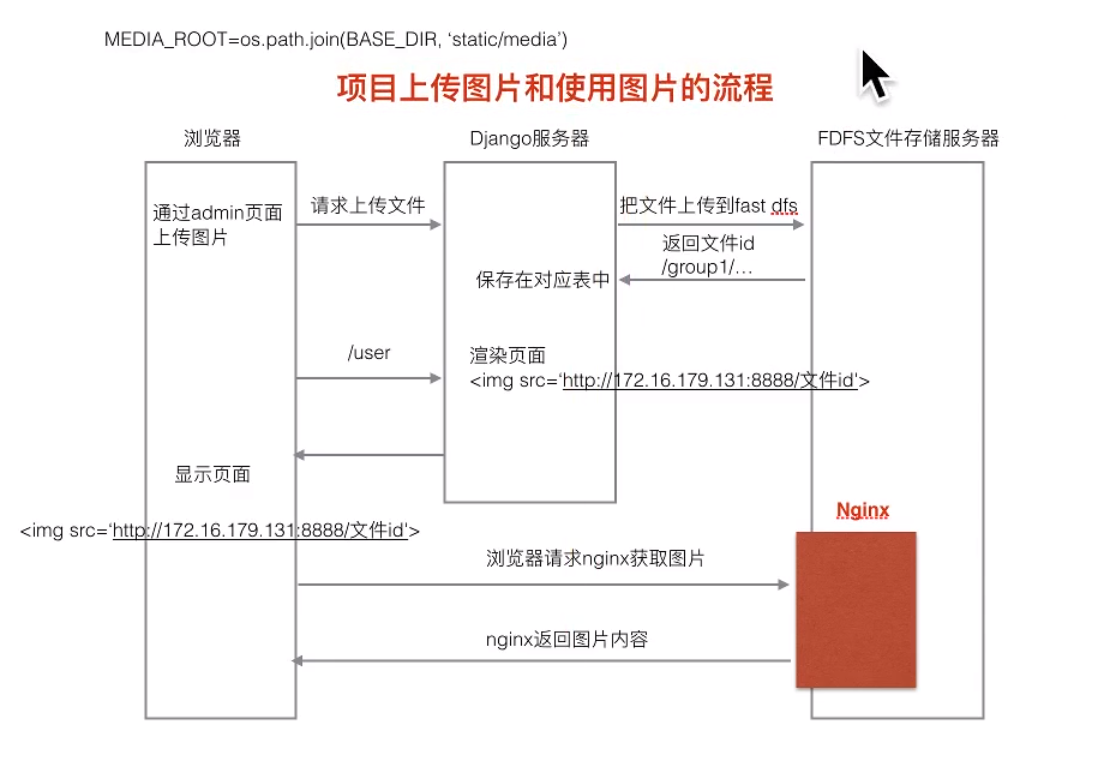 MEDIA_ROOT=os.path.join(BASE_DIR, ‘static/media’)
项目上传图片和使用图片的流程
浏览器
Django服务器
FDFS文件存储服务器
通过admin页面
上传图片
请求上传文件
把文件上传到fast dfs
返回文件id
/group1/…
保存在对应表中
/user
渲染页面
<img src=‘http://172.16.179.131:8888/文件id'>
显示页面
<img src=‘http://172.16.179.131:8888/文件id'>
Nginx
浏览器请求nginx获取图片
nginx返回图片内容